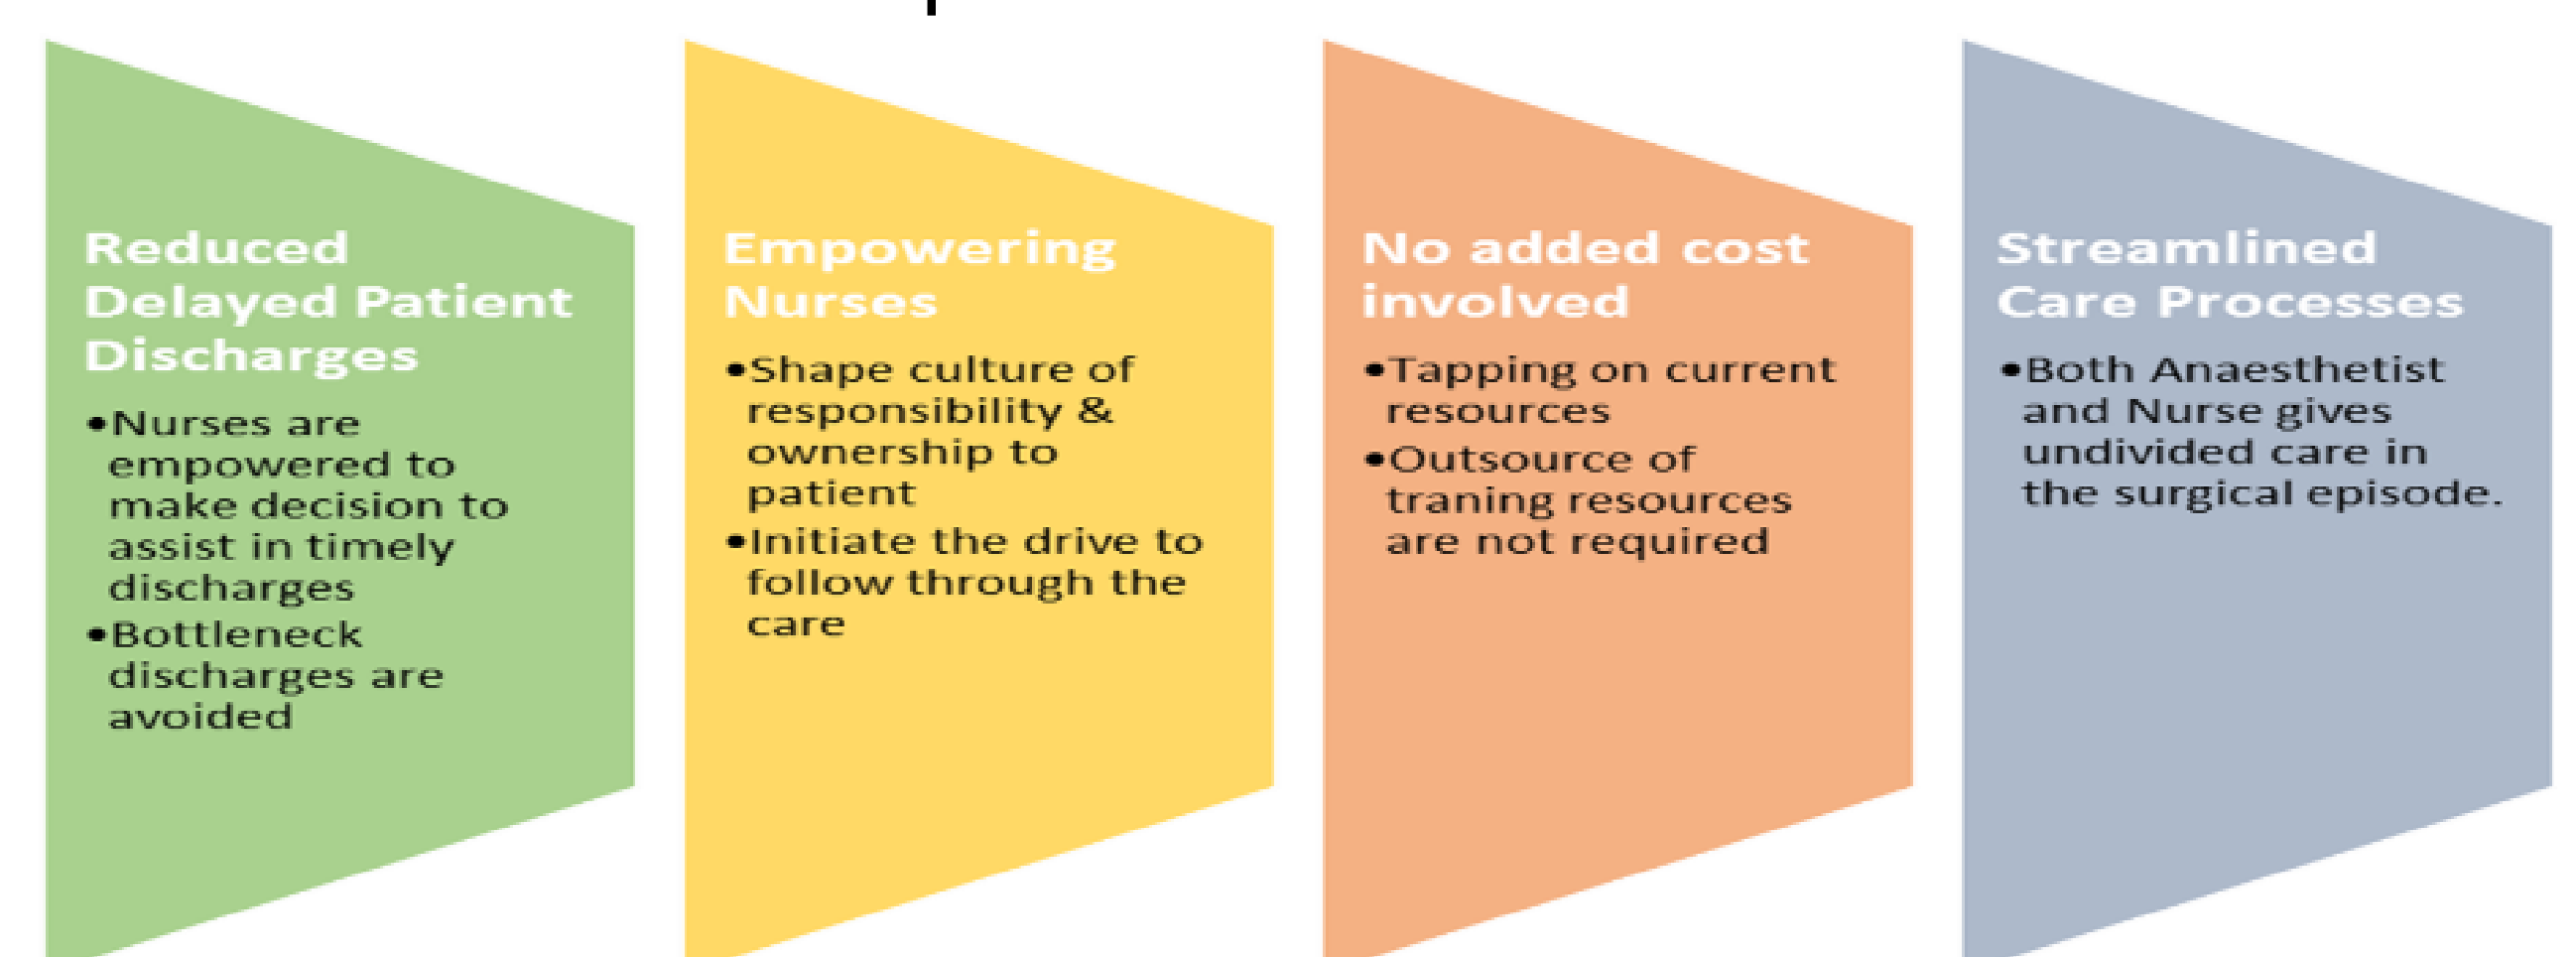 Reduced
Delayed Patient
Discharges
•Nurses are
empowered to
make decision to
assist in timely
discharges
•Bottleneck
discharges are
avoided
Empowering
Nurses
•Shape culture of
responsibility &
ownership to
patient
•Initiate the drive to
follow through the
care
No added cost
involved
•Tapping on current
resources
•Outsource of
traning resources
are not required
Streamlined
Care Processes
•Both Anaesthetist
and Nurse gives
undivided care in
the surgical episode.